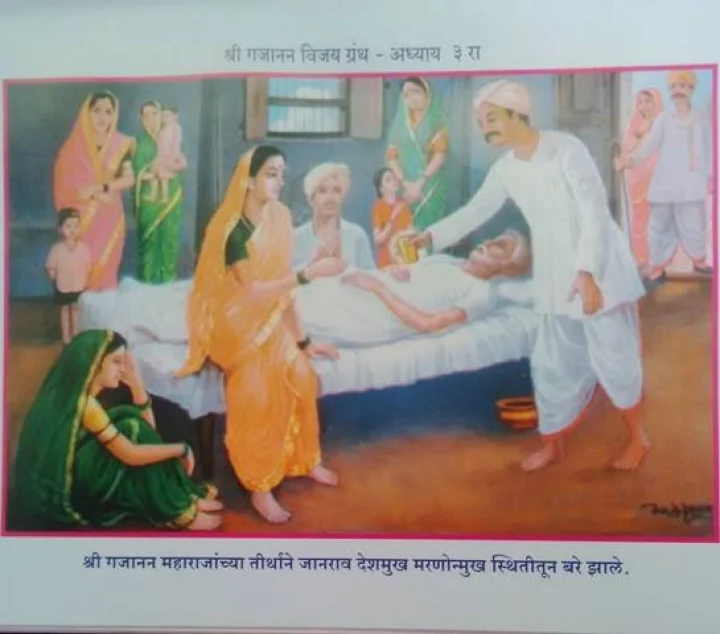 श्री गजानन विजय ग्रंथ - अध्याय ३ रा
श्री गजानन महाराजांच्या तीर्थाने जानराव देशमुख मरणोन्मुख स्थितीतून बरे झाले.